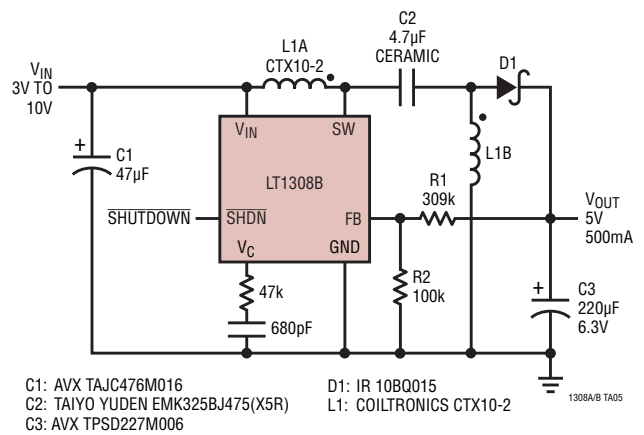 L1A
CTX10-2
C2
4.7µF
CERAMIC
D1
VIN
3V TO
10V
VIN
SW
+
C1
47µF
LT1308B
L1B
R1
309k
VOUT
5V
500mA
SHUTDOWN
SHDN
FB
VC
GND
R2
100k
+
C3
220µF
6.3V
47k
680pF
C1: AVX TAJC476M016
C2: TAIYO YUDEN EMK325BJ475(X5R)
C3: AVX TPSD227M006
D1: IR 10BQ015
L1: COILTRONICS CTX10-2
1308A/B TA05